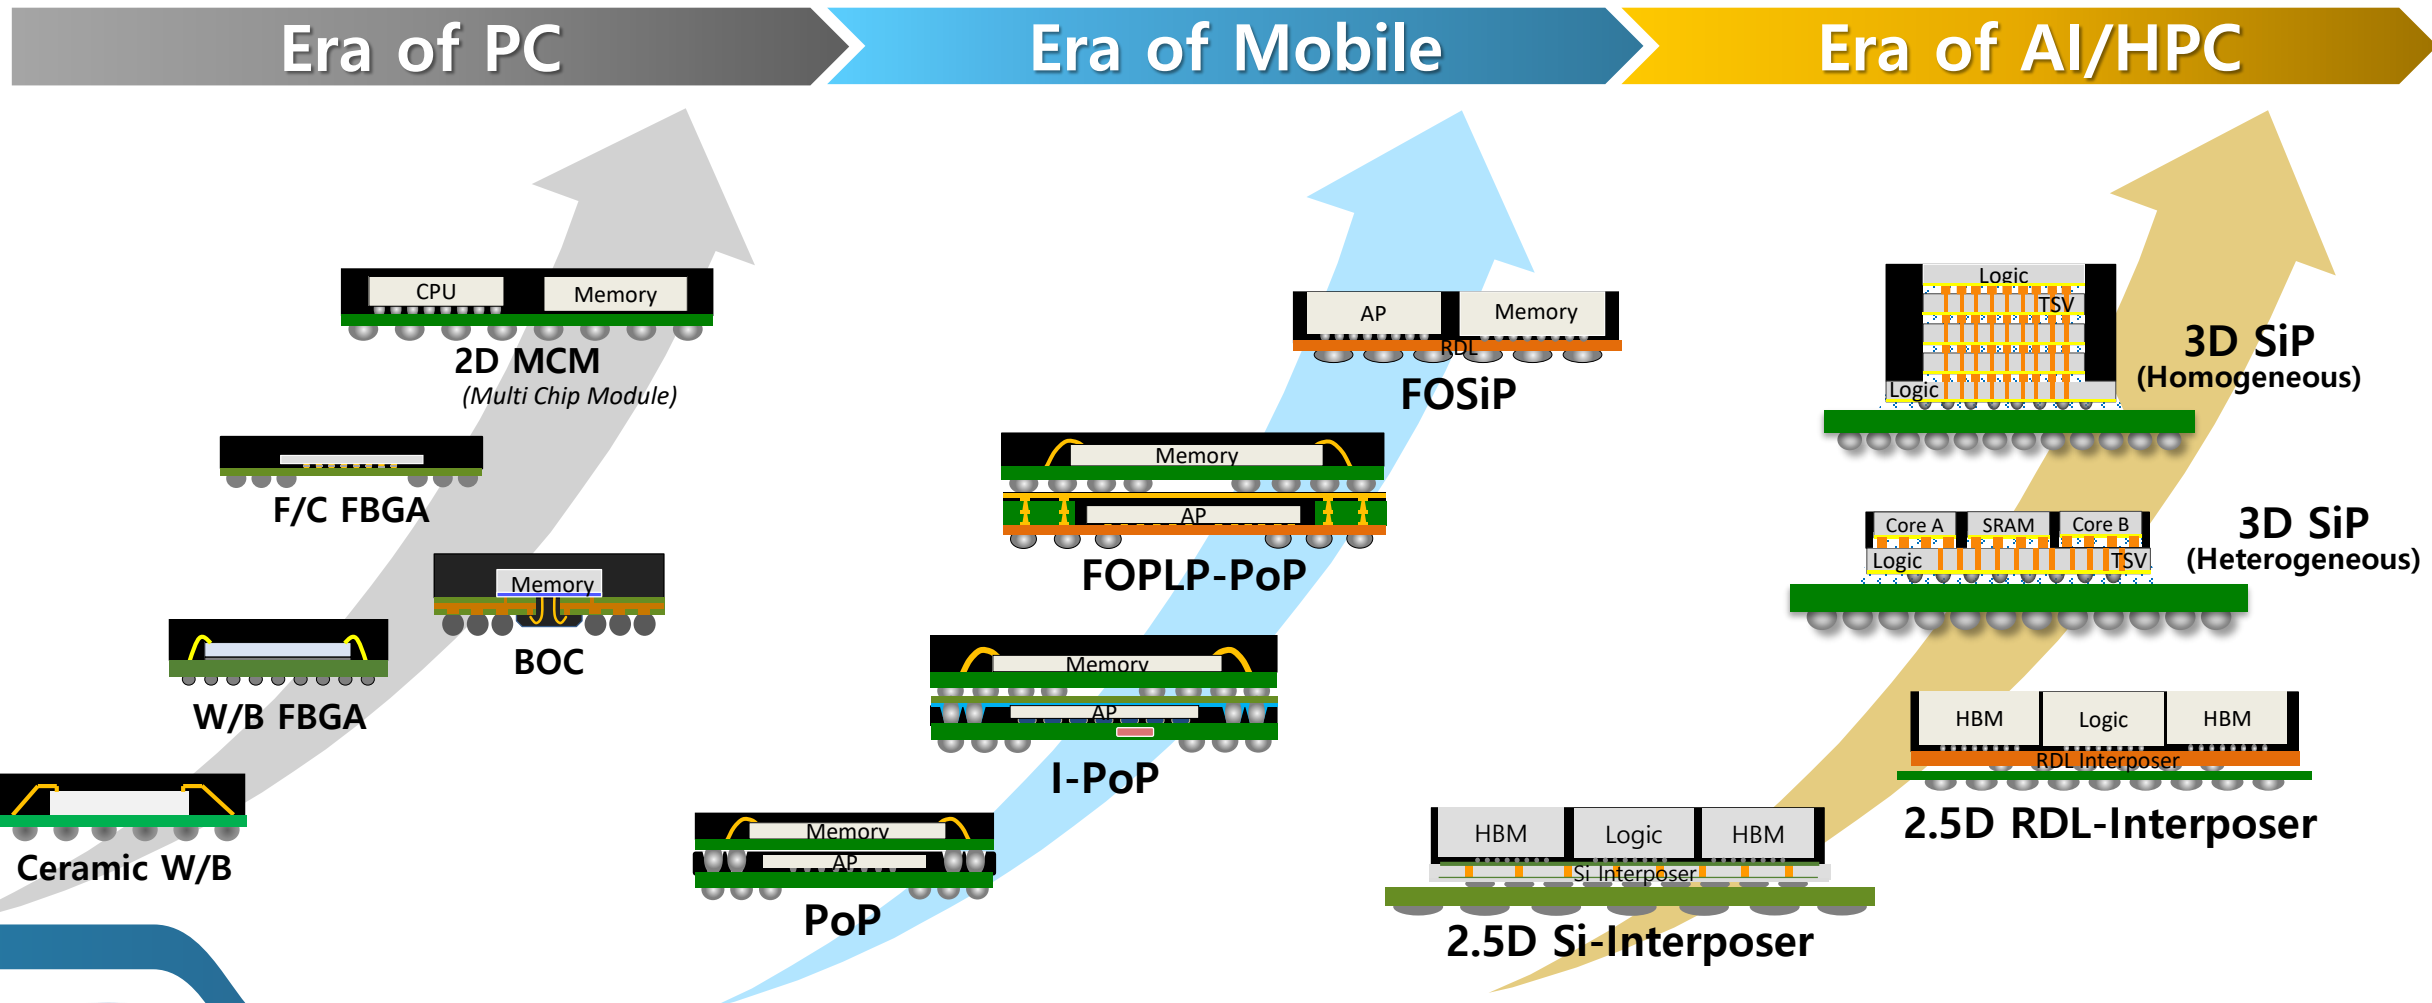 Era of PC
Era of Mobile
Era of AI/HPC
CPU
Memory
2D MCM
(Multi Chip Module)
F/C FBGA
Memory
BOC
W/B FBGA
Ceramic W/B
AP
Memory
RDL
FOSiP
Memory
AP
FOPLP-PoP
Memory
AP
I-PoP
Memory
AP
PoP
Logic
TSV
Logic
3D SiP
(Homogeneous)
Core A
SRAM
Core B
Logic
TSV
3D SiP
(Heterogeneous)
HBM
Logic
HBM
RDL Interposer
2.5D RDL-Interposer
HBM
Logic
HBM
Si Interposer
2.5D Si-Interposer